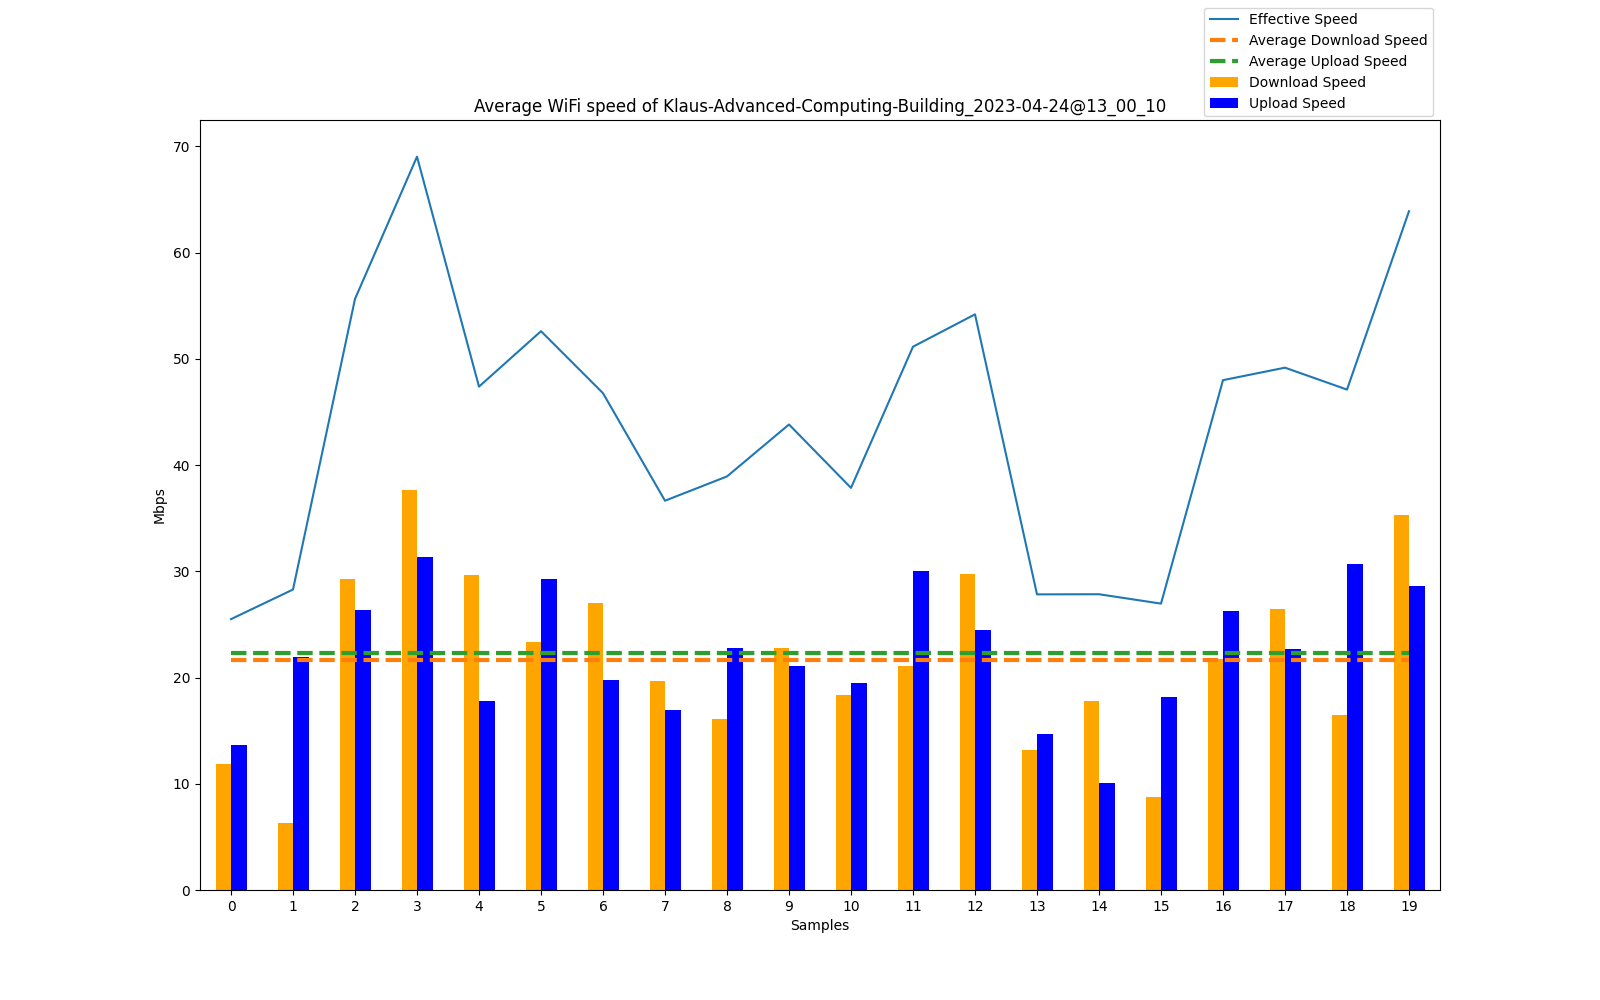 Effective Speed
Average Download Speed
Average Upload Speed
Download Speed
Upload Speed
Average WiFi speed of Klaus-Advanced-Computing-Building_2023-04-24@13_00_10
70
60
50
40
30
20
10
0
Mbps
0 1 2 3 4 5 6 7 8 9 10 11 12 13 14 15 16 17 18 19
Samples